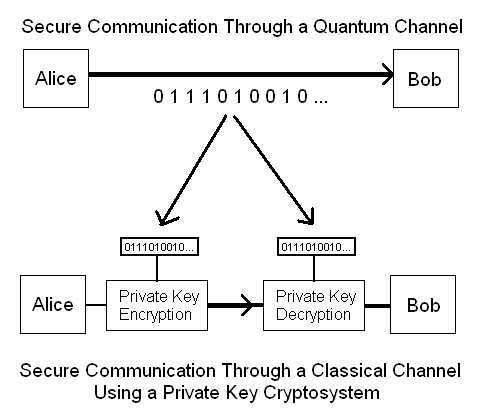 Secure Communication Through a Quantum Channel
Alice
Bob
0 1 1 1 0 1 0 0 1 0 ...
0111010010...
0111010010...
Alice
Private Key
Encryption
Private Key
Decryption
Bob
Secure Communication Through a Classical Channel
Using a Private Key Cryptosystem